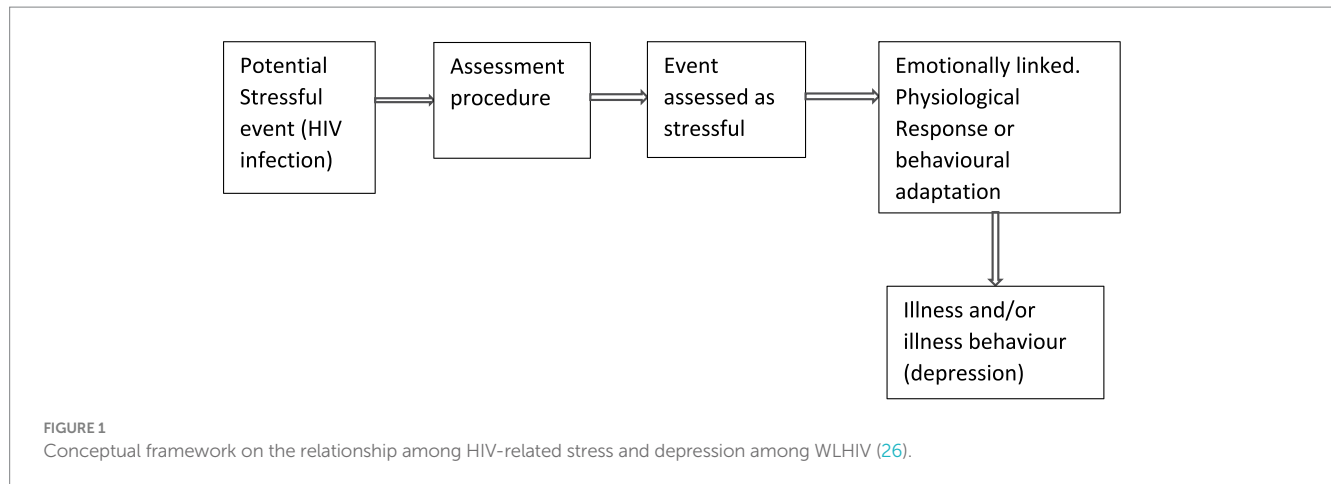 Potential
Stressful
event (HIV
infection)
Assessment
procedure
Event
assessed as
stressful
Emotionally linked.
Physiological
Response or
behavioural
adaptation
Illness and/or
illness behaviour
(depression)
FIGURE 1
Conceptual framework on the relationship among HIV-related stress and depression among WLHIV (26).